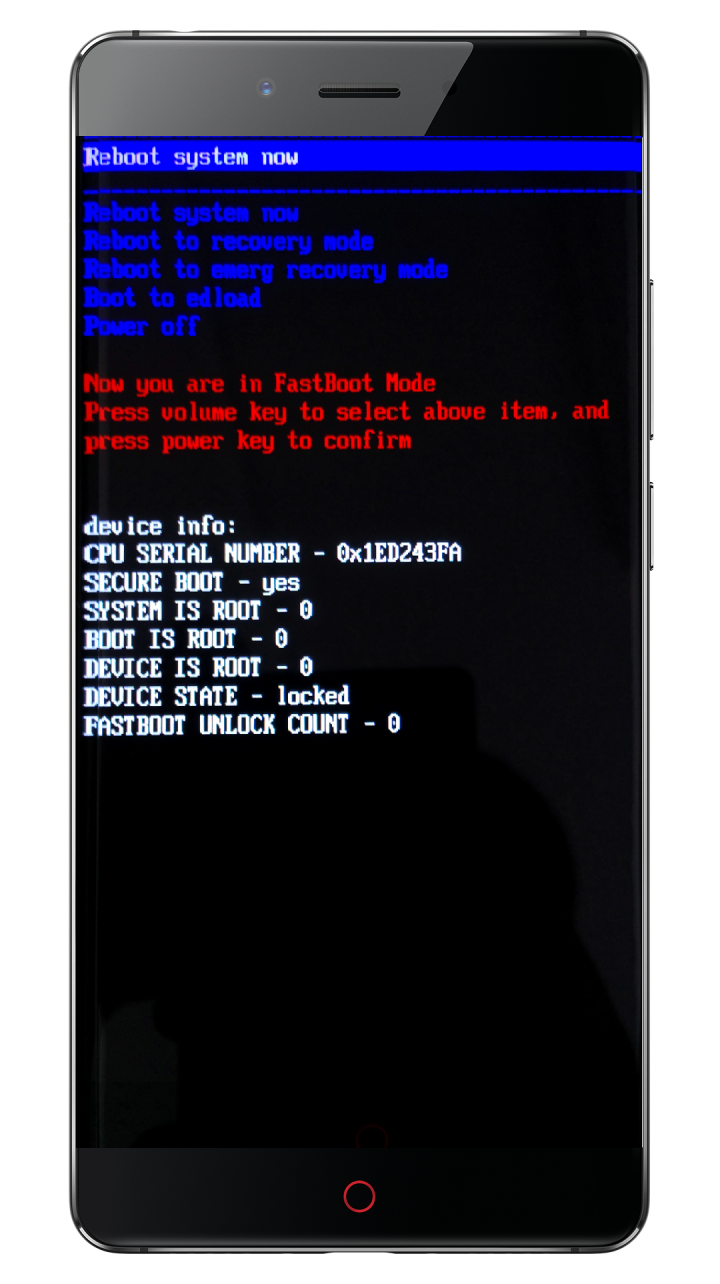 Reboot system now
Reboot system now
Reboot to recovery mode
Reboot to emerg recovery mode
Boot to edload
Power off
Now you are in FastBoot Mode
Press volume key to select above item, and
press power key to confirm
device info:
CPU SERIAL NUMBER - 0x1ED243FA
SECURE BOOT - yes
SYSTEM IS ROOT - 0
BOOT IS ROOT - 0
DEVICE IS ROOT - 0
DEVICE STATE - locked
FASTBOOT UNLOCK COUNT - 0